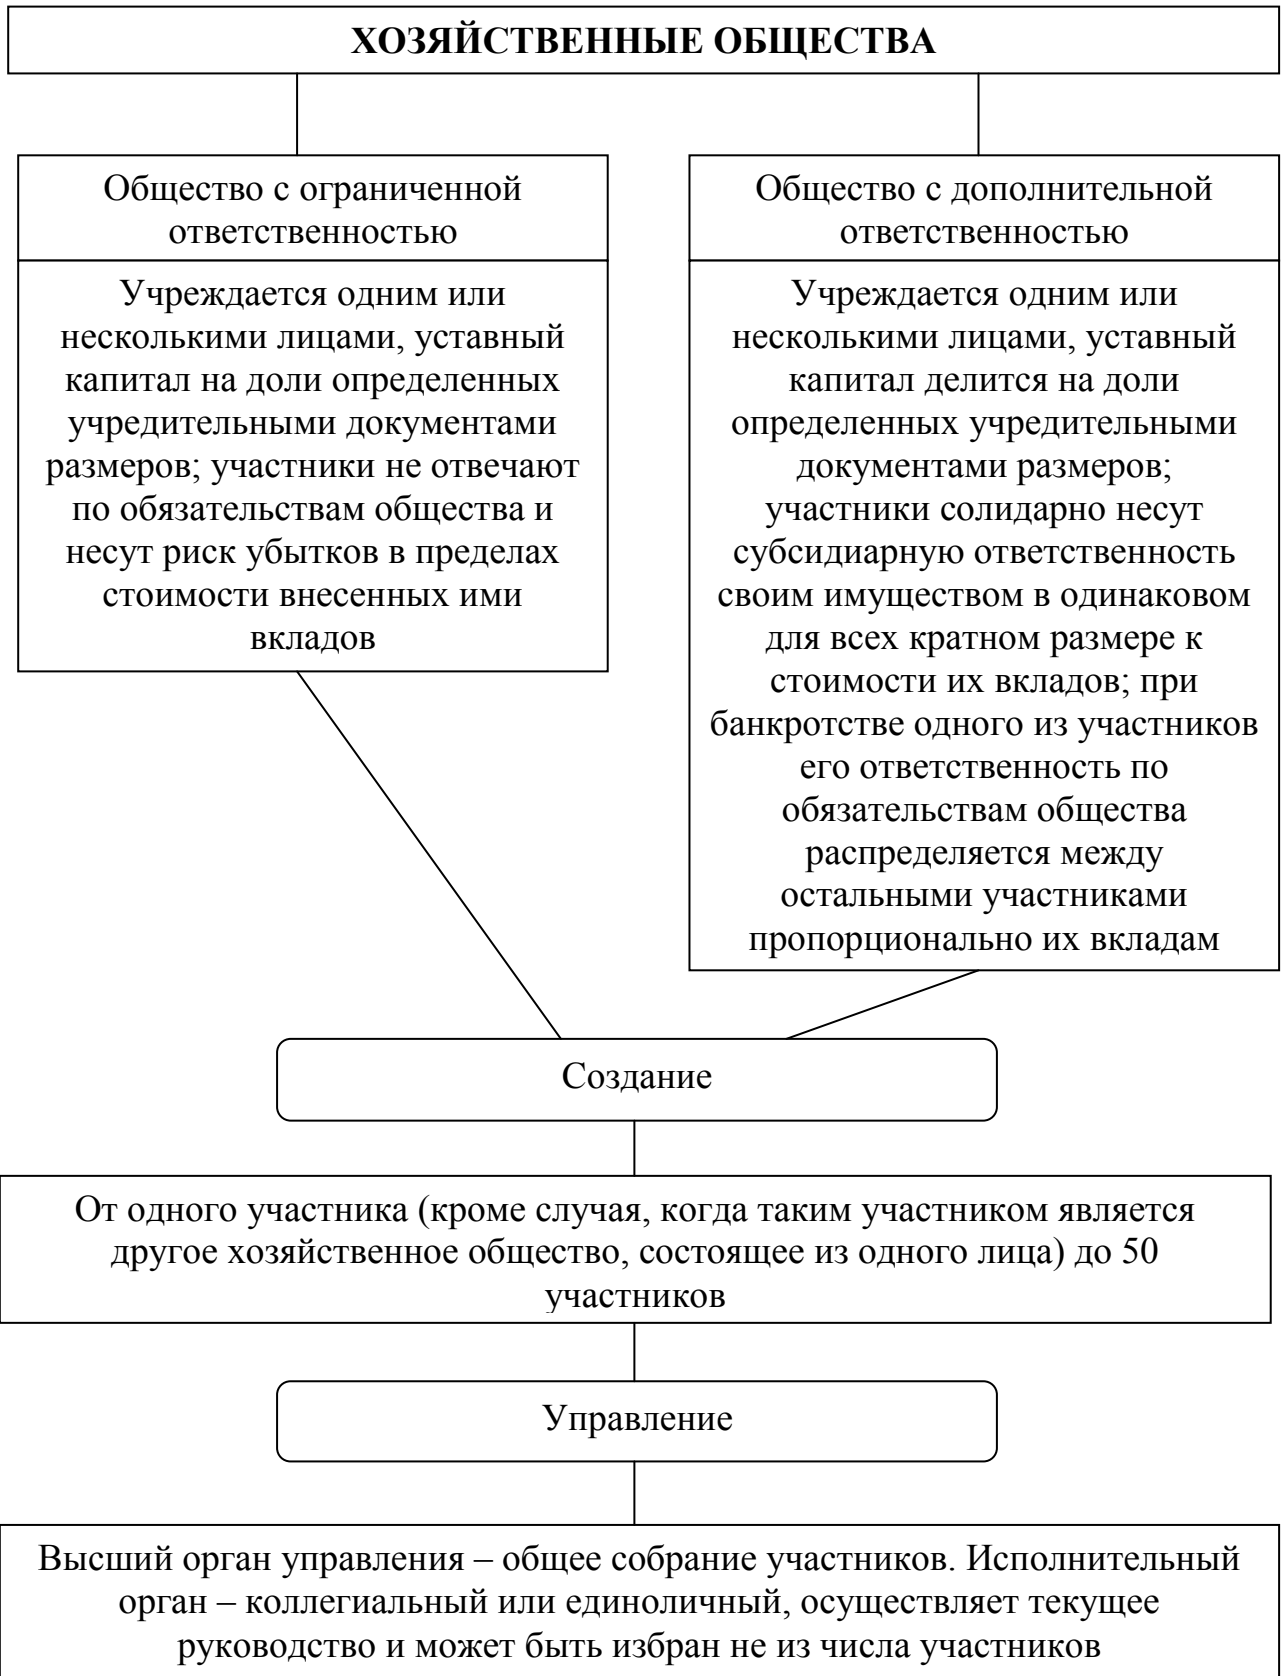 ХОЗЯЙСТВЕННЫЕ ОБЩЕСТВА
Общество с ограниченной
ответственностью
Учреждается одним или
несколькими лицами, уставный
капитал на доли определенных
учредительными документами
размеров; участники не отвечают
по обязательствам общества и
несут риск убытков в пределах
стоимости внесенных ими
вкладов
Общество с дополнительной
ответственностью
Учреждается одним или
несколькими лицами, уставный
капитал делится на доли
определенных учредительными
документами размеров;
участники солидарно несут
субсидиарную ответственность
своим имуществом в одинаковом
для всех кратном размере к
стоимости их вкладов; при
банкротстве одного из участников
его ответственность по
обязательствам общества
распределяется между
остальными участниками
пропорционально их вкладам
Создание
От одного участника (кроме случая, когда таким участником является
другое хозяйственное общество, состоящее из одного лица) до 50
участников
Управление
Высший орган управления – общее собрание участников. Исполнительный
орган – коллегиальный или единоличный, осуществляет текущее
руководство и может быть избран не из числа участников